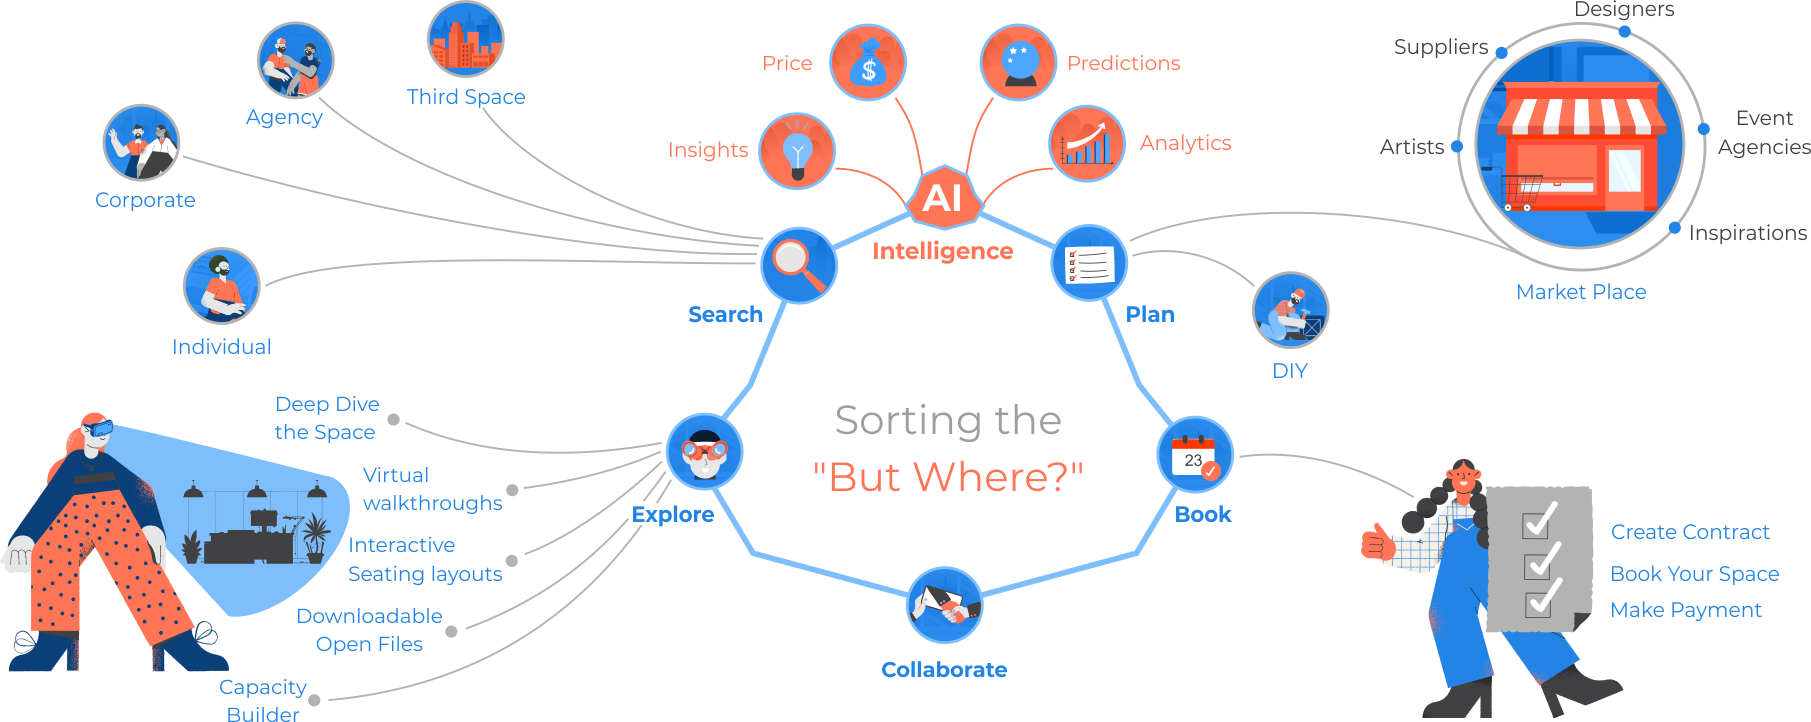 Designers
Suppliers
Event
Agencies
Artists
Inspirations
Market Place
Third Space
Agency
Corporate
Individual
Price
$
Predictions
Insights
Analytics
AI
Intelligence
Search
Plan
DIY
Sorting the
"But Where?"
Deep Dive
the Space
Virtual
walkthroughs
Interactive
Seating layouts
Downloadable
Open Files
Capacity
Builder
Explore
23
Book
Collaborate
Create Contract
Book Your Space
Make Payment